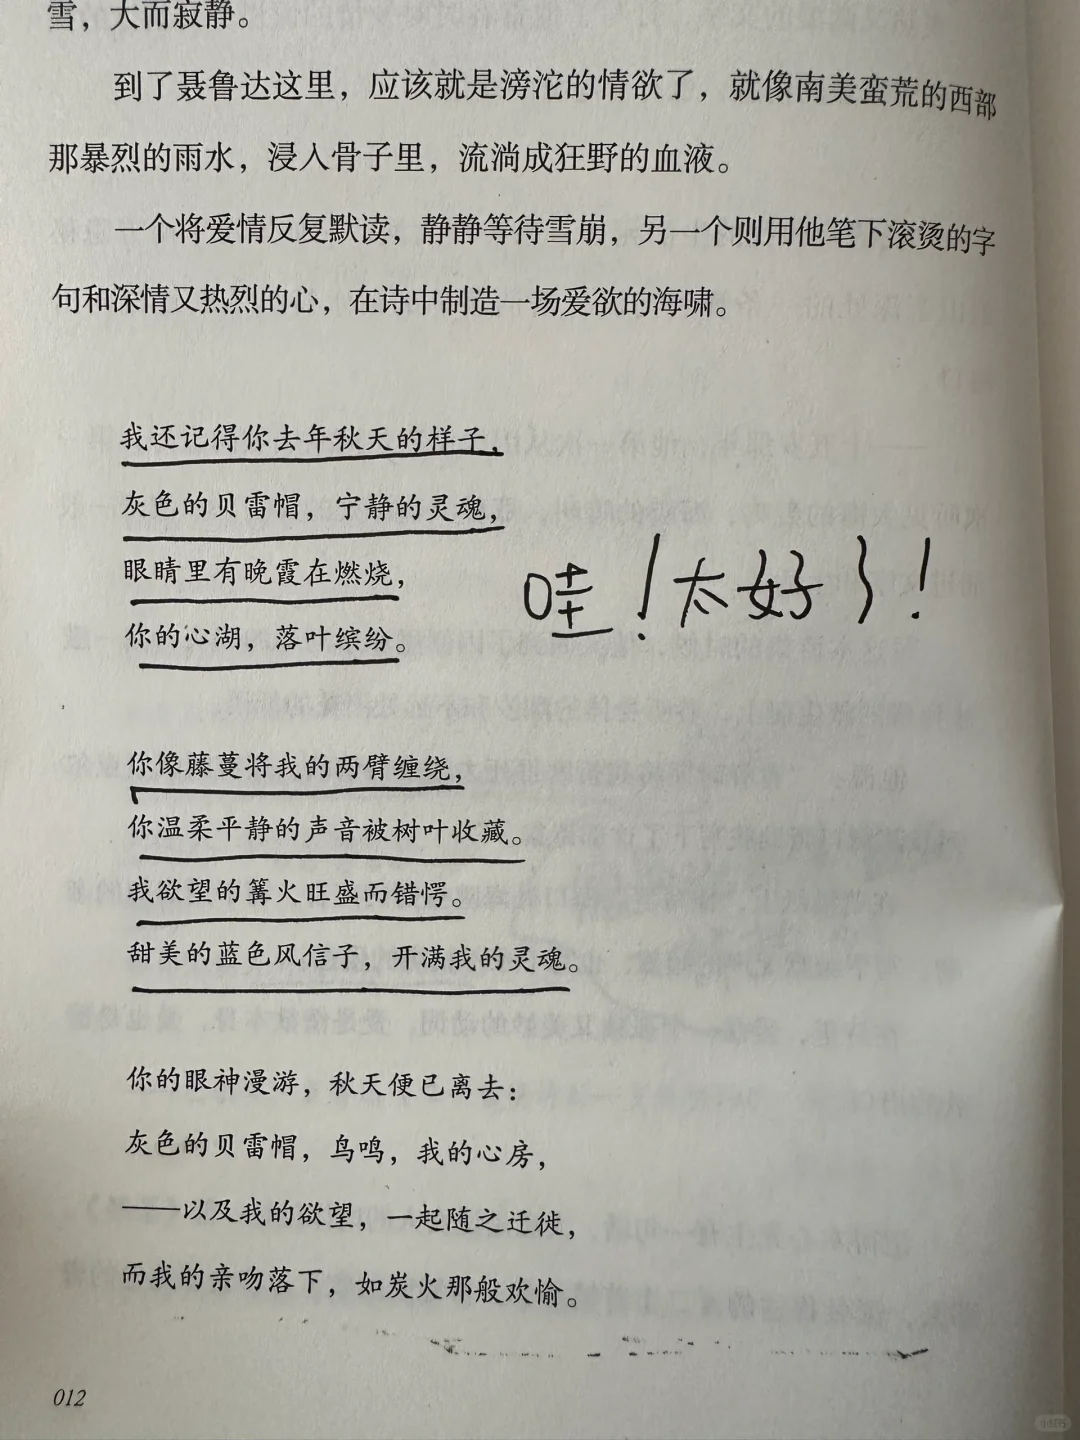 雪，大而寂静。
到了聂鲁达这里，应该就是滂沱的情欲了，就像南美蛮荒的西部
那暴烈的雨水，浸入骨子里，流淌成狂野的血液。
一个将爱情反复默读，静静等待雪崩，另一个则用他笔下滚烫的字
句和深情又热烈的心，在诗中制造一场爱欲的海啸。
我还记得你去年秋天的样子，
灰色的贝雷帽，宁静的灵魂，
眼睛里有晚霞在燃烧，
哇！太好了！
你的心湖，落叶缤纷。
你像藤蔓将我的两臂缠绕，
你温柔平静的声音被树叶收藏。
我欲望的篝火旺盛而错愕。
甜美的蓝色风信子，开满我的灵魂。
你的眼神漫游，秋天便已离去：
灰色的贝雷帽，鸟鸣，我的心房，
——以及我的欲望，一起随之迁徙，
而我的亲吻落下，如炭火那般欢愉。
012